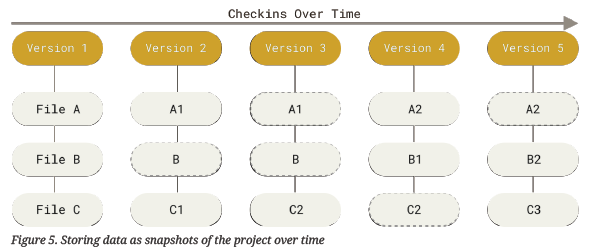 Checkins Over Time
Version 1 Version 2 Version 3 Version 4 Version 5
File A A1 A1 A2 A2
File B B B B1 B2
File C C1 C2 C2 C3
Figure 5. Storing data as snapshots of the project over time